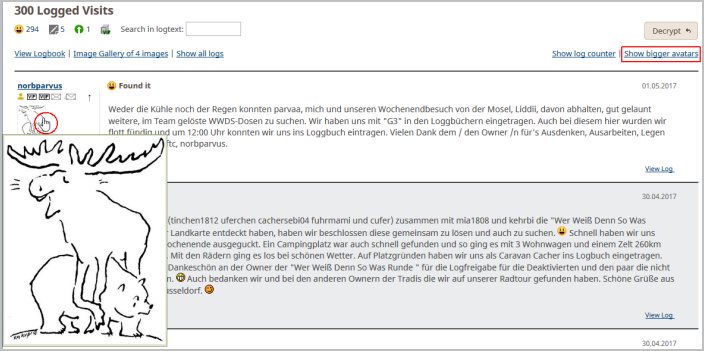 300 Logged Visits
294 5 1 Search in logtext: Decrypt
View Logbook | Image Gallery of 4 images | Show all logs Show log counter | Show bigger avatars
norbparvus Found it 01.05.2017
VIP VIP
Weder die Kühle noch der Regen konnten parvaa, mich und unseren Wochenendbesuch von der Mosel, Liddii, davon abhalten, gut gelaunt
weitere, im Team gelöste WWDS-Dosen zu suchen. Wir haben uns mit "G3" in den Loggbüchern eingetragen. Auch bei diesem hier wurden wir
flott fündig und um 12:00 Uhr konnten wir uns ins Loggbuch eintragen. Vielen Dank dem / den Owner /n für's Ausdenken, Ausarbeiten, Legen
ftc, norbparvus.
View Log
30.04.2017
(tinchen1812 uferchen cachersebi04 fuhrmami und cufer) zusammen mit mia1808 und kehrbi die "Wer Weiß Denn So Was
Landkarte entdeckt haben, haben wir beschlossen diese gemeinsam zu lösen und auch zu suchen. Schnell haben wir uns
ochenende ausgeguckt. Ein Campingplatz war auch schnell gefunden und so ging es mit 3 Wohnwagen und einem Zelt 260km
Mit den Rädern ging es los bei schönen Wetter. Auf Platzgründen haben wir uns als Caravan Cacher ins Logbuch eingetragen.
Dankeschön an der Owner der "Wer Weiß Denn So Was Runde " für die Logfreigabe für die Deaktivierten und den paar die nicht
n. Auch bedanken wir und bei den anderen Ownern der Tradis die wir auf unserer Radtour gefunden haben. Schöne Grüße aus
sseldorf.
View Log
30.04.2017